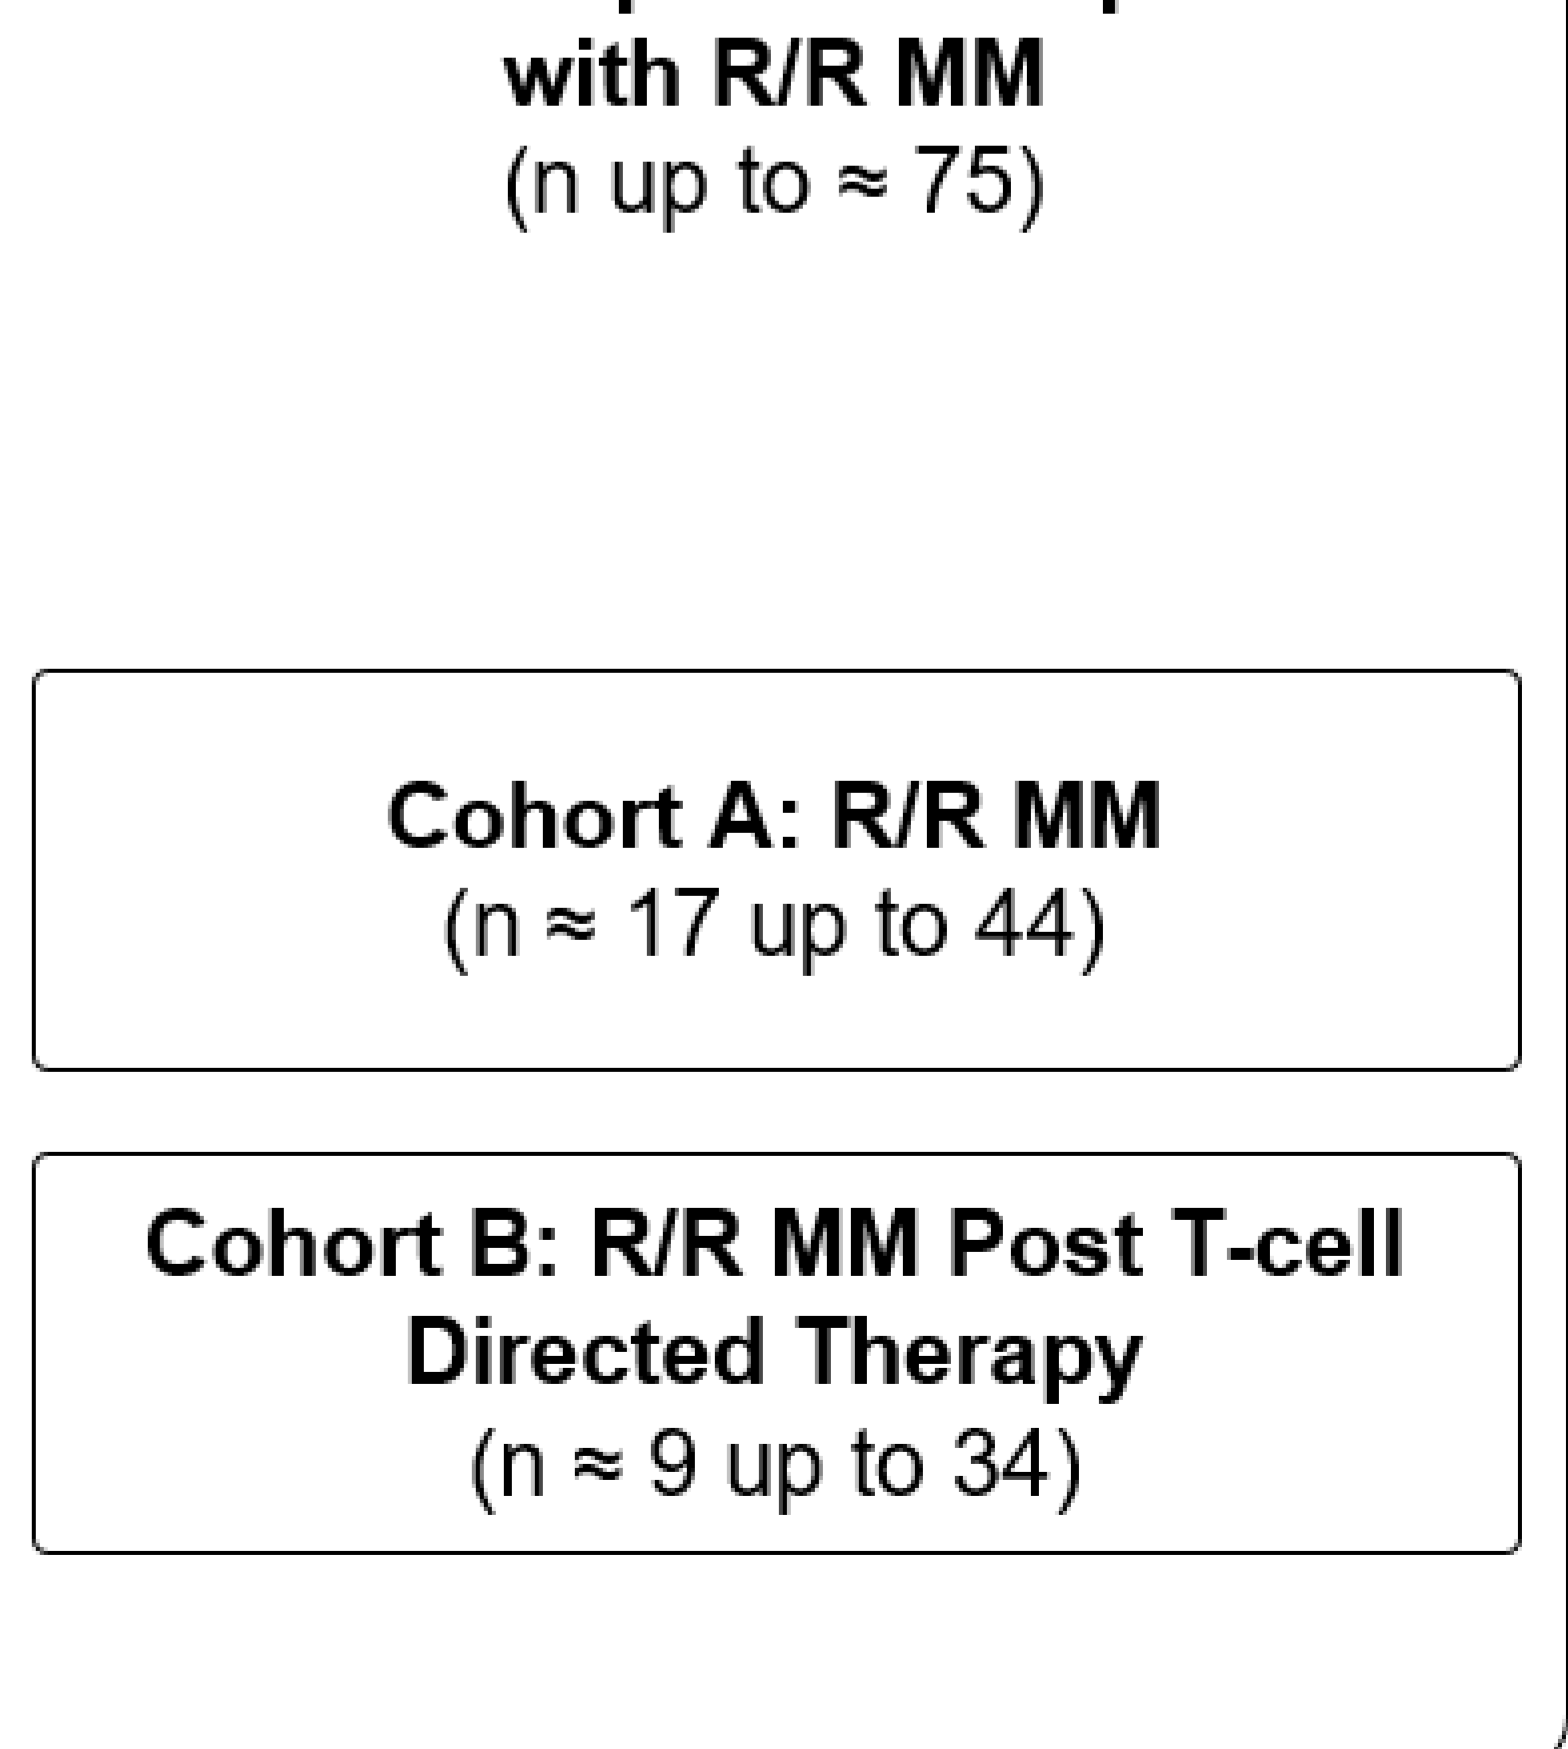 with R/R MM
(n up to ≈ 75)
Cohort A: R/R MM
(n ≈ 17 up to 44)
Cohort B: R/R MM Post T-cell
Directed Therapy
(n ≈ 9 up to 34)